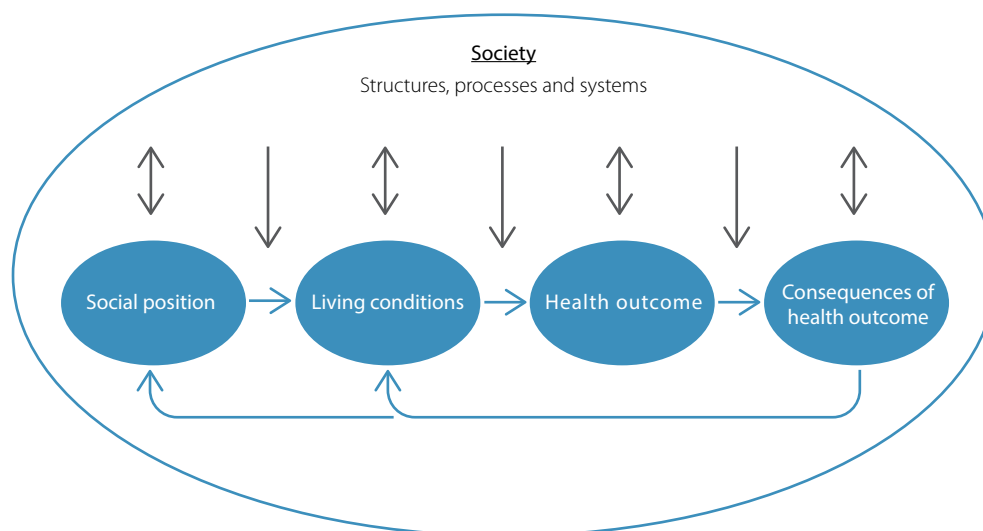 Society
Structures, processes and systems
Social position
Living conditions
Health outcome
Consequences of
health outcome